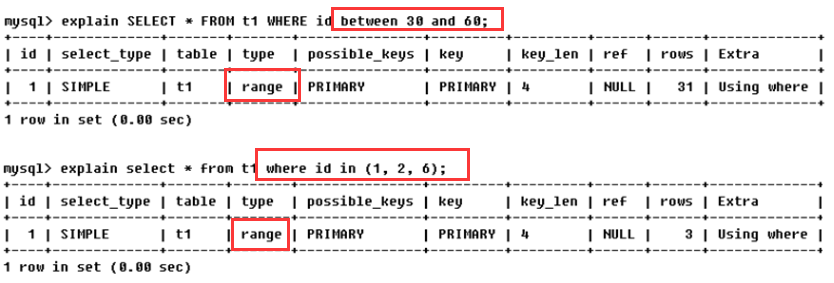 mysql> explain SELECT * FROM t1 WHERE id between 30 and 60;
+----+-------------+-------+-------+---------------+---------+---------+------+------+-------------+
| id | select_type | table | type | possible_keys | key | key_len | ref | rows | Extra |
+----+-------------+-------+-------+---------------+---------+---------+------+------+-------------+
| 1 | SIMPLE | t1 | range | PRIMARY | PRIMARY | 4 | NULL | 31 | Using where |
+----+-------------+-------+-------+---------------+---------+---------+------+------+-------------+
1 row in set (0.00 sec)
mysql> explain select * from t1 where id in (1, 2, 6);
+----+-------------+-------+-------+---------------+---------+---------+------+------+-------------+
| id | select_type | table | type | possible_keys | key | key_len | ref | rows | Extra |
+----+-------------+-------+-------+---------------+---------+---------+------+------+-------------+
| 1 | SIMPLE | t1 | range | PRIMARY | PRIMARY | 4 | NULL | 3 | Using where |
+----+-------------+-------+-------+---------------+---------+---------+------+------+-------------+
1 row in set (0.00 sec)